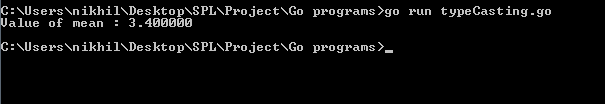 C:\Users\nikhil\Desktop\SPL\Project\Go programs>go run typeCasting.go
Value of mean : 3.400000
C:\Users\nikhil\Desktop\SPL\Project\Go programs>_